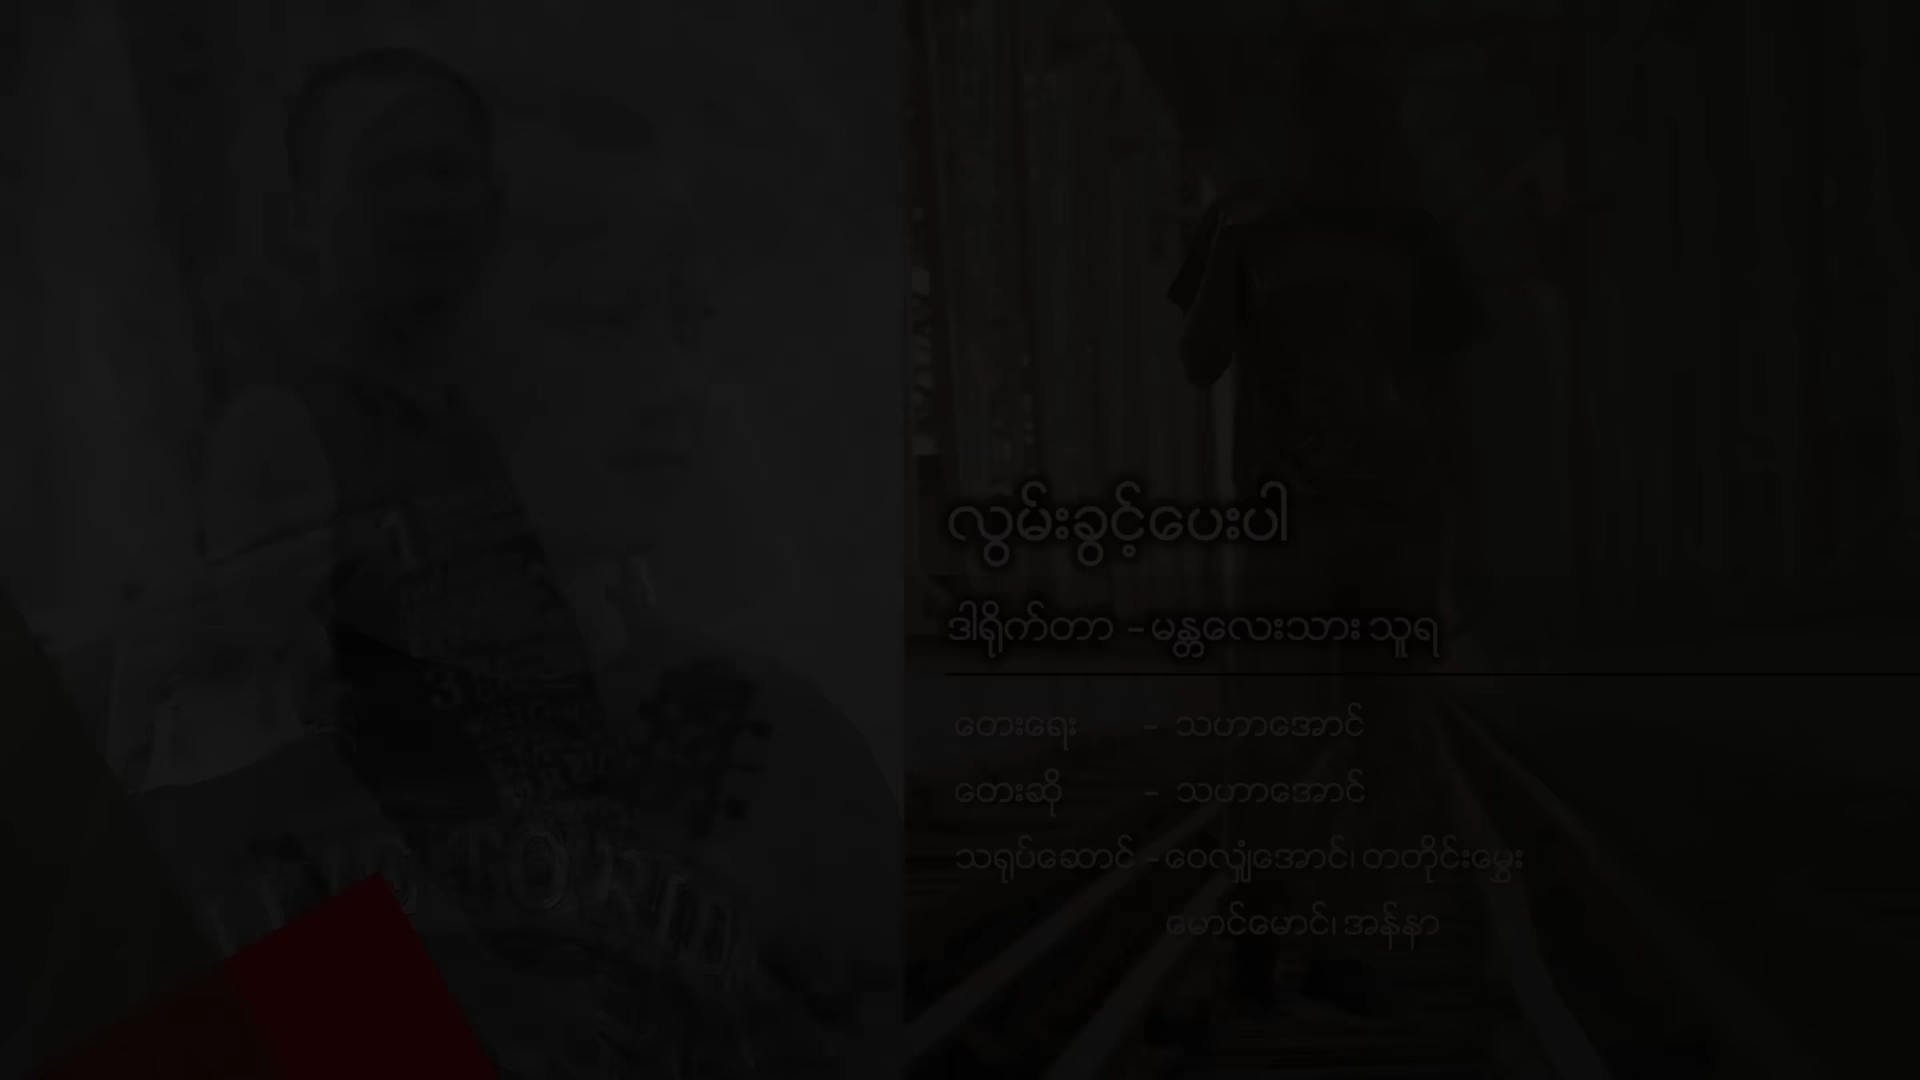 လွမ်းခွင့်ပေးပါ
ဒါရိုက်တာ - မန္တလေးသား သူရ
တေးရေး - သဟာအောင်
တေးဆို - သဟာအောင်
သရုပ်ဆောင် - ဝေလျှံအောင်၊ တတိုင်းမွှေး
မောင်မောင်၊ အန်နာ